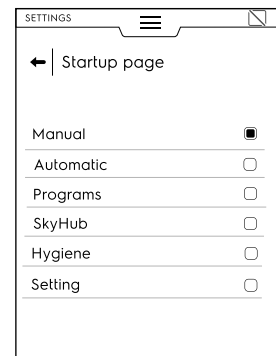 SETTINGS
Startup page
Manual
Automatic
Programs
SkyHub
Hygiene
Setting